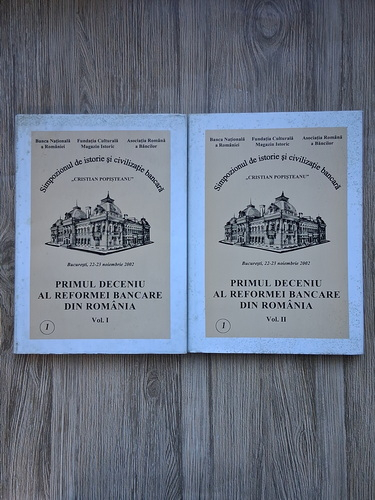 Banca Națională
a României
Fundația Culturală
Magazin Istoric
Asociația Română
a Băncilor
Simpozionul de istorie și civilizație bancară
„CRISTIAN POPIȘTEANU”
București, 22-23 noiembrie 2002
PRIMUL DECENIU
AL REFORMEI BANCARE
DIN ROMÂNIA
Vol. I
1
Banca Națională
a României
Fundația Culturală
Magazin Istoric
Asociația Română
a Băncilor
Simpozionul de istorie și civilizație bancară
„CRISTIAN POPIȘTEANU”
București, 22-23 noiembrie 2002
PRIMUL DECENIU
AL REFORMEI BANCARE
DIN ROMÂNIA
Vol. II
1